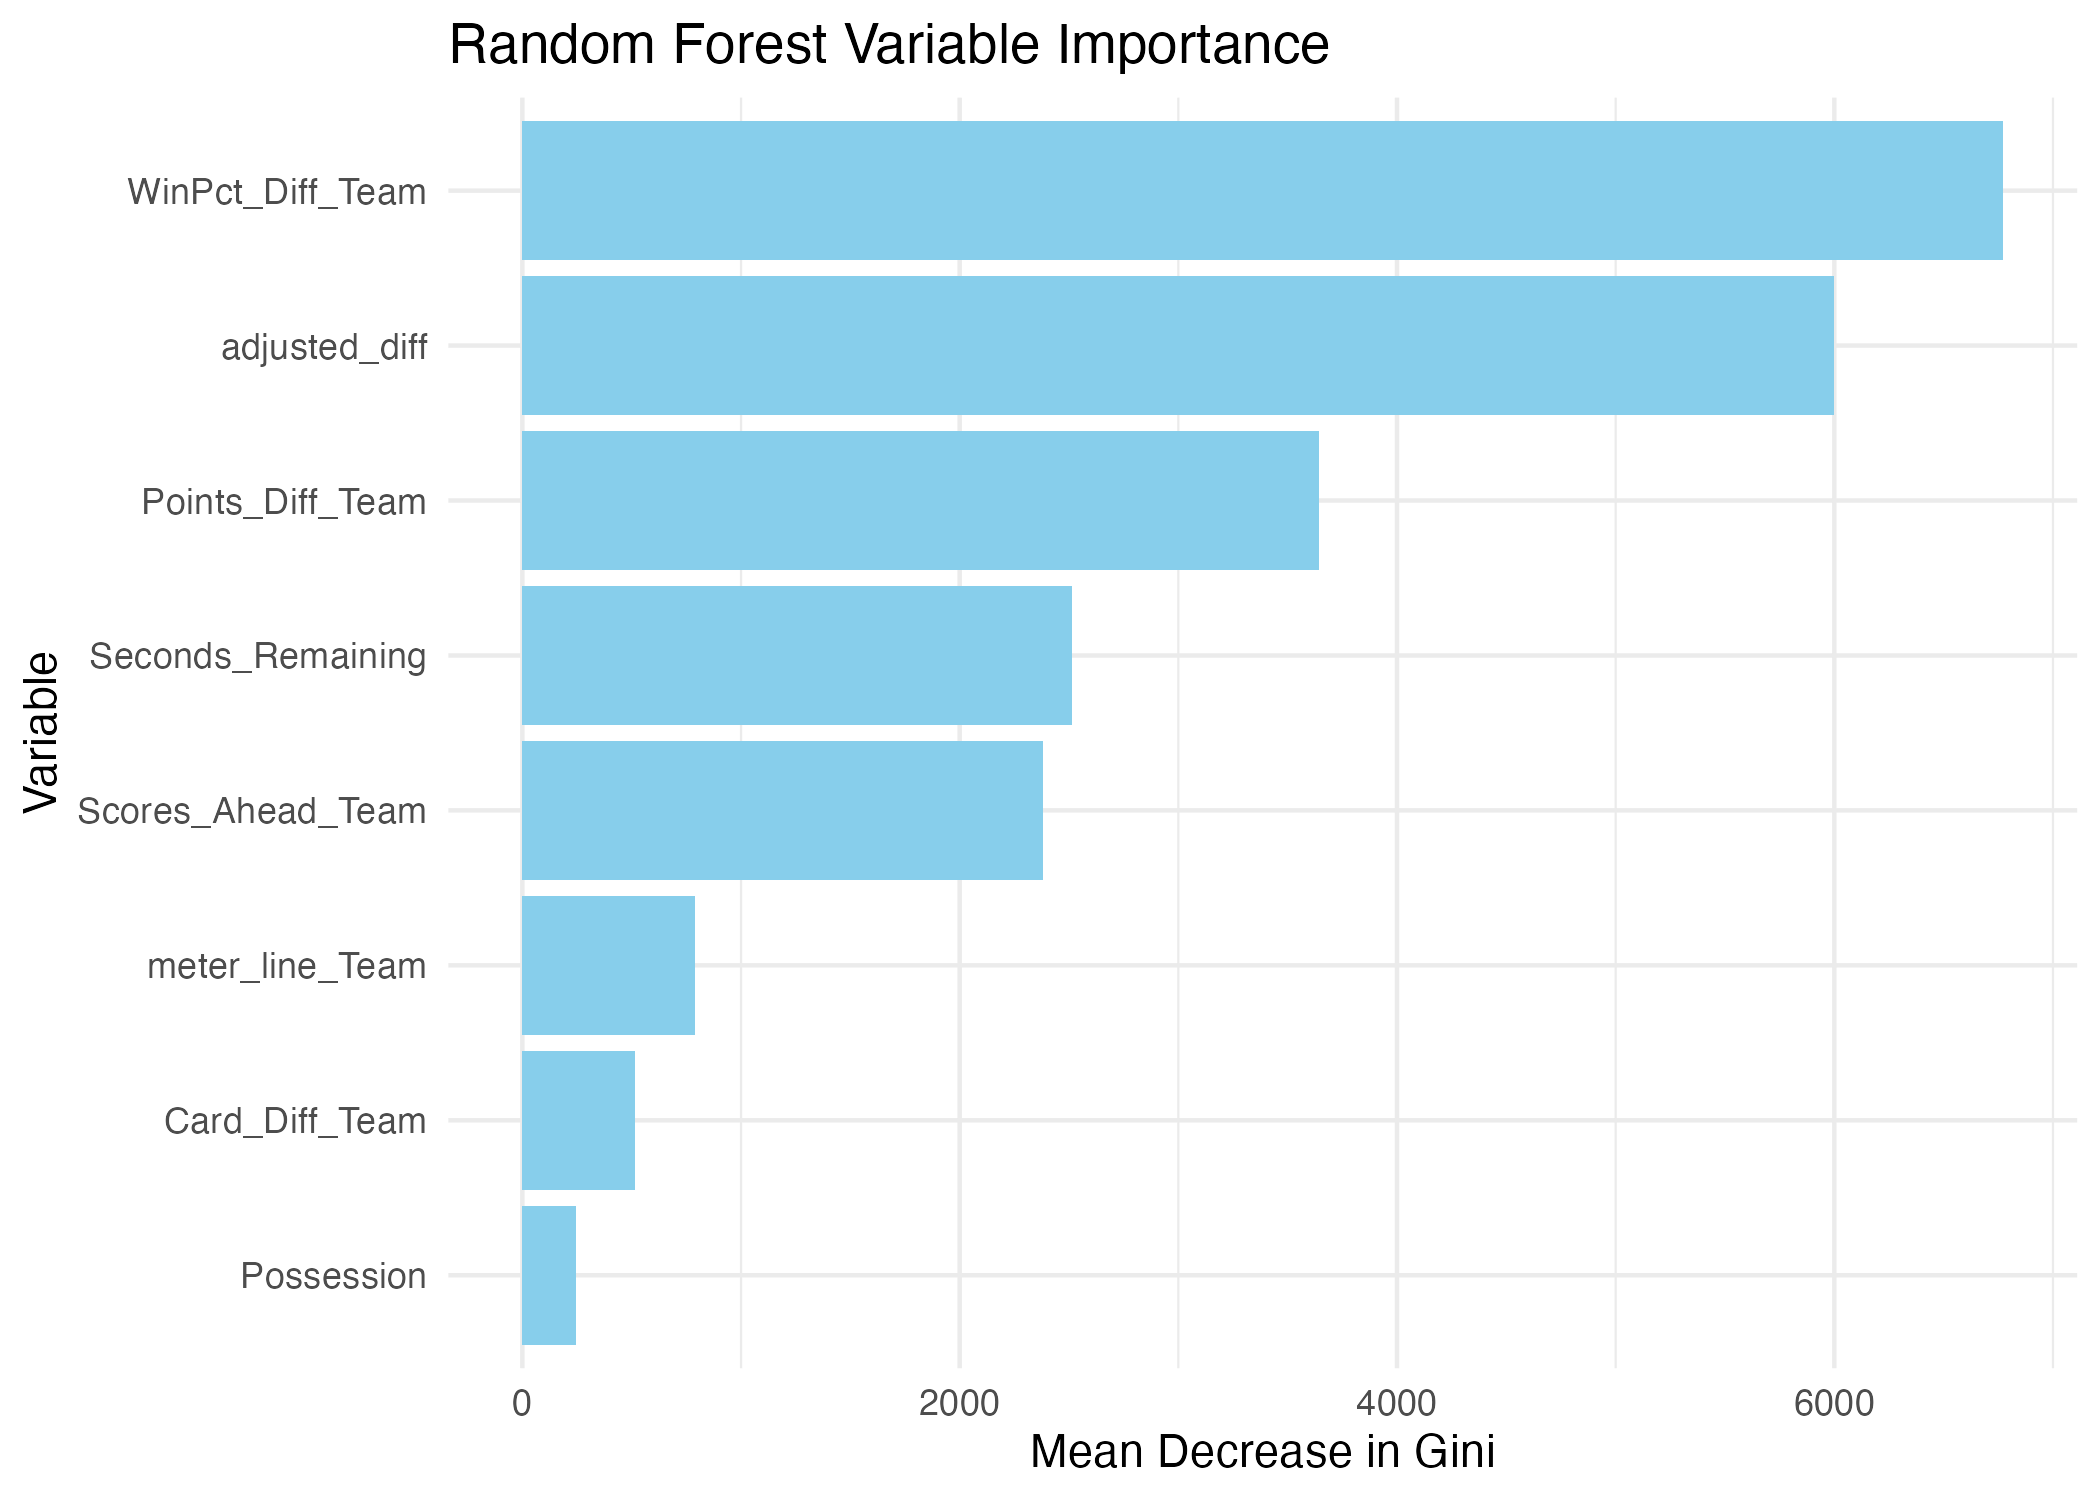 Random Forest Variable Importance
Variable
WinPct_Diff_Team
adjusted_diff
Points_Diff_Team
Seconds_Remaining
Scores_Ahead_Team
meter_line_Team
Card_Diff_Team
Possession
0 2000 4000 6000
Mean Decrease in Gini